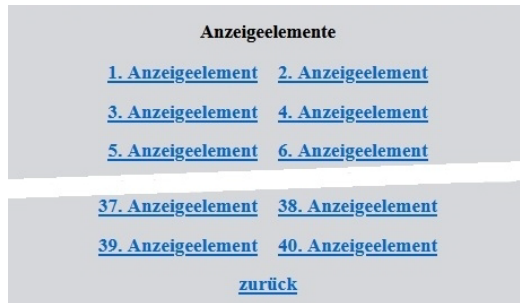 Anzeigeelemente
1. Anzeigeelement 2. Anzeigeelement
3. Anzeigeelement 4. Anzeigeelement
5. Anzeigeelement 6. Anzeigeelement
37. Anzeigeelement 38. Anzeigeelement
39. Anzeigeelement 40. Anzeigeelement
zurück